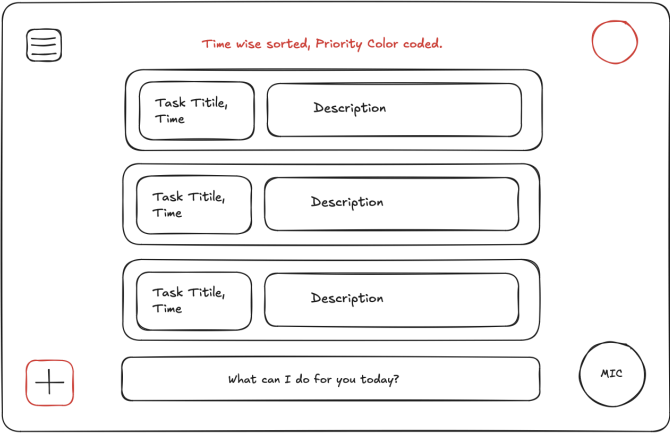 Time wise sorted, Priority Color coded.
Task Titile,
Time
Description
Task Titile,
Time
Description
Task Titile,
Time
Description
What can I do for you today?
MIC